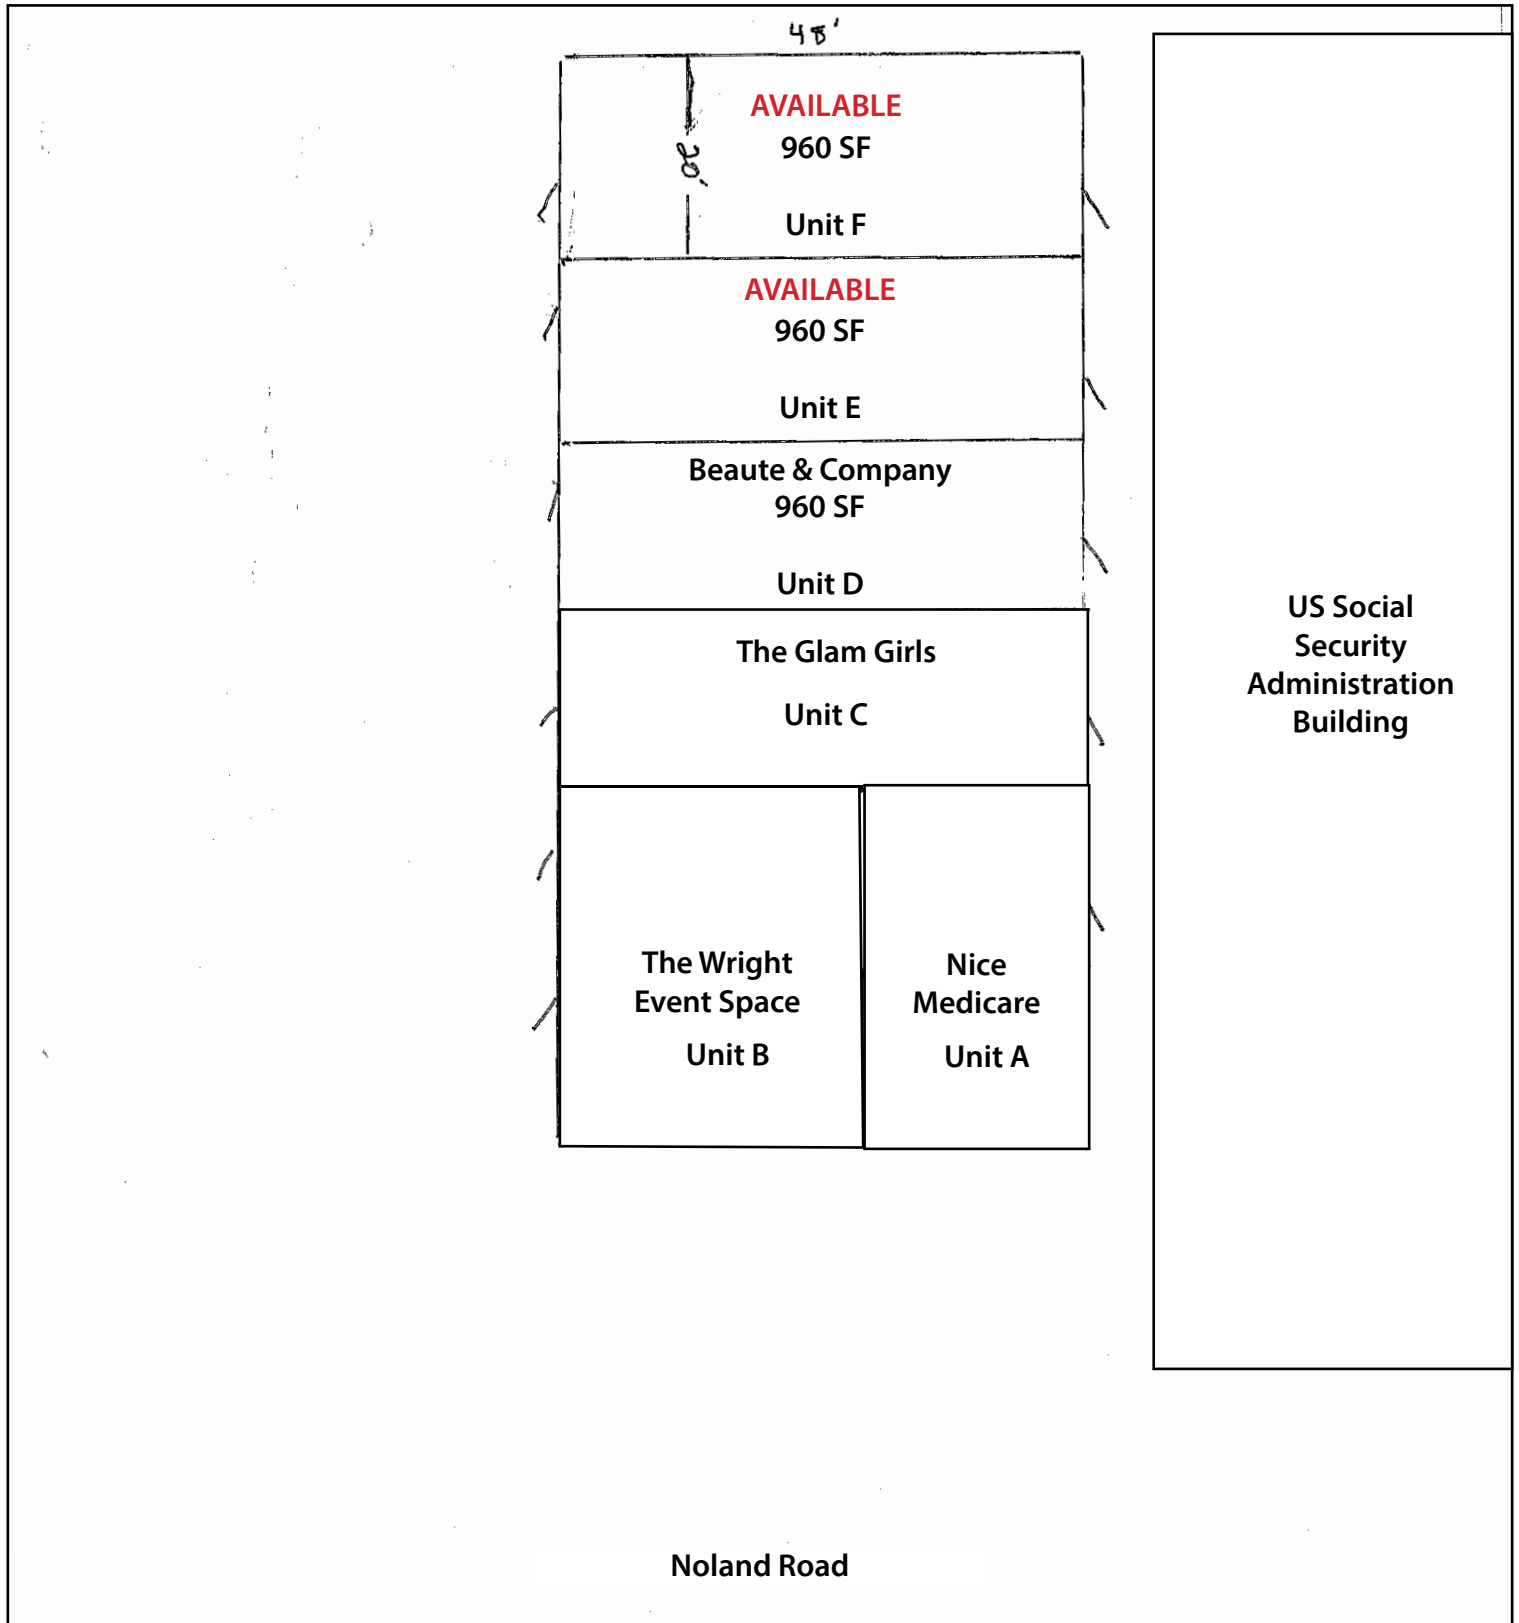 48'
AVAILABLE
960 SF
20'
Unit F
AVAILABLE
960 SF
Unit E
Beaute & Company
960 SF
Unit D
The Glam Girls
Unit C
The Wright
Event Space
Unit B
Nice
Medicare
Unit A
US Social
Security
Administration
Building
Noland Road